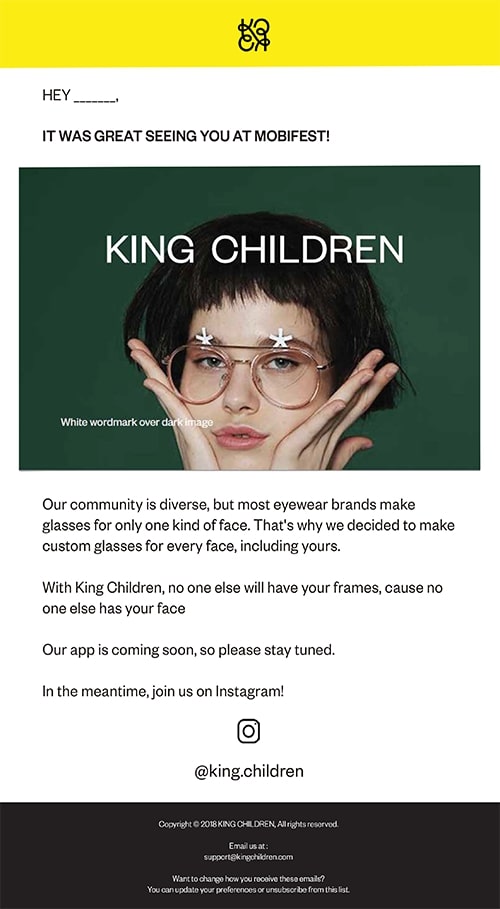 HEY _______,
IT WAS GREAT SEEING YOU AT MOBIFEST!
KING CHILDREN
White wordmark over dark image
Our community is diverse, but most eyewear brands make
glasses for only one kind of face. That's why we decided to make
custom glasses for every face, including yours.
With King Children, no one else will have your frames, cause no
one else has your face
Our app is coming soon, so please stay tuned.
In the meantime, join us on Instagram!
@king.children
Copyright © 2018 KING CHILDREN, All rights reserved.
Email us at :
support@kingchildren.com
Want to change how you receive these emails?
You can update your preferences or unsubscribe from this list.